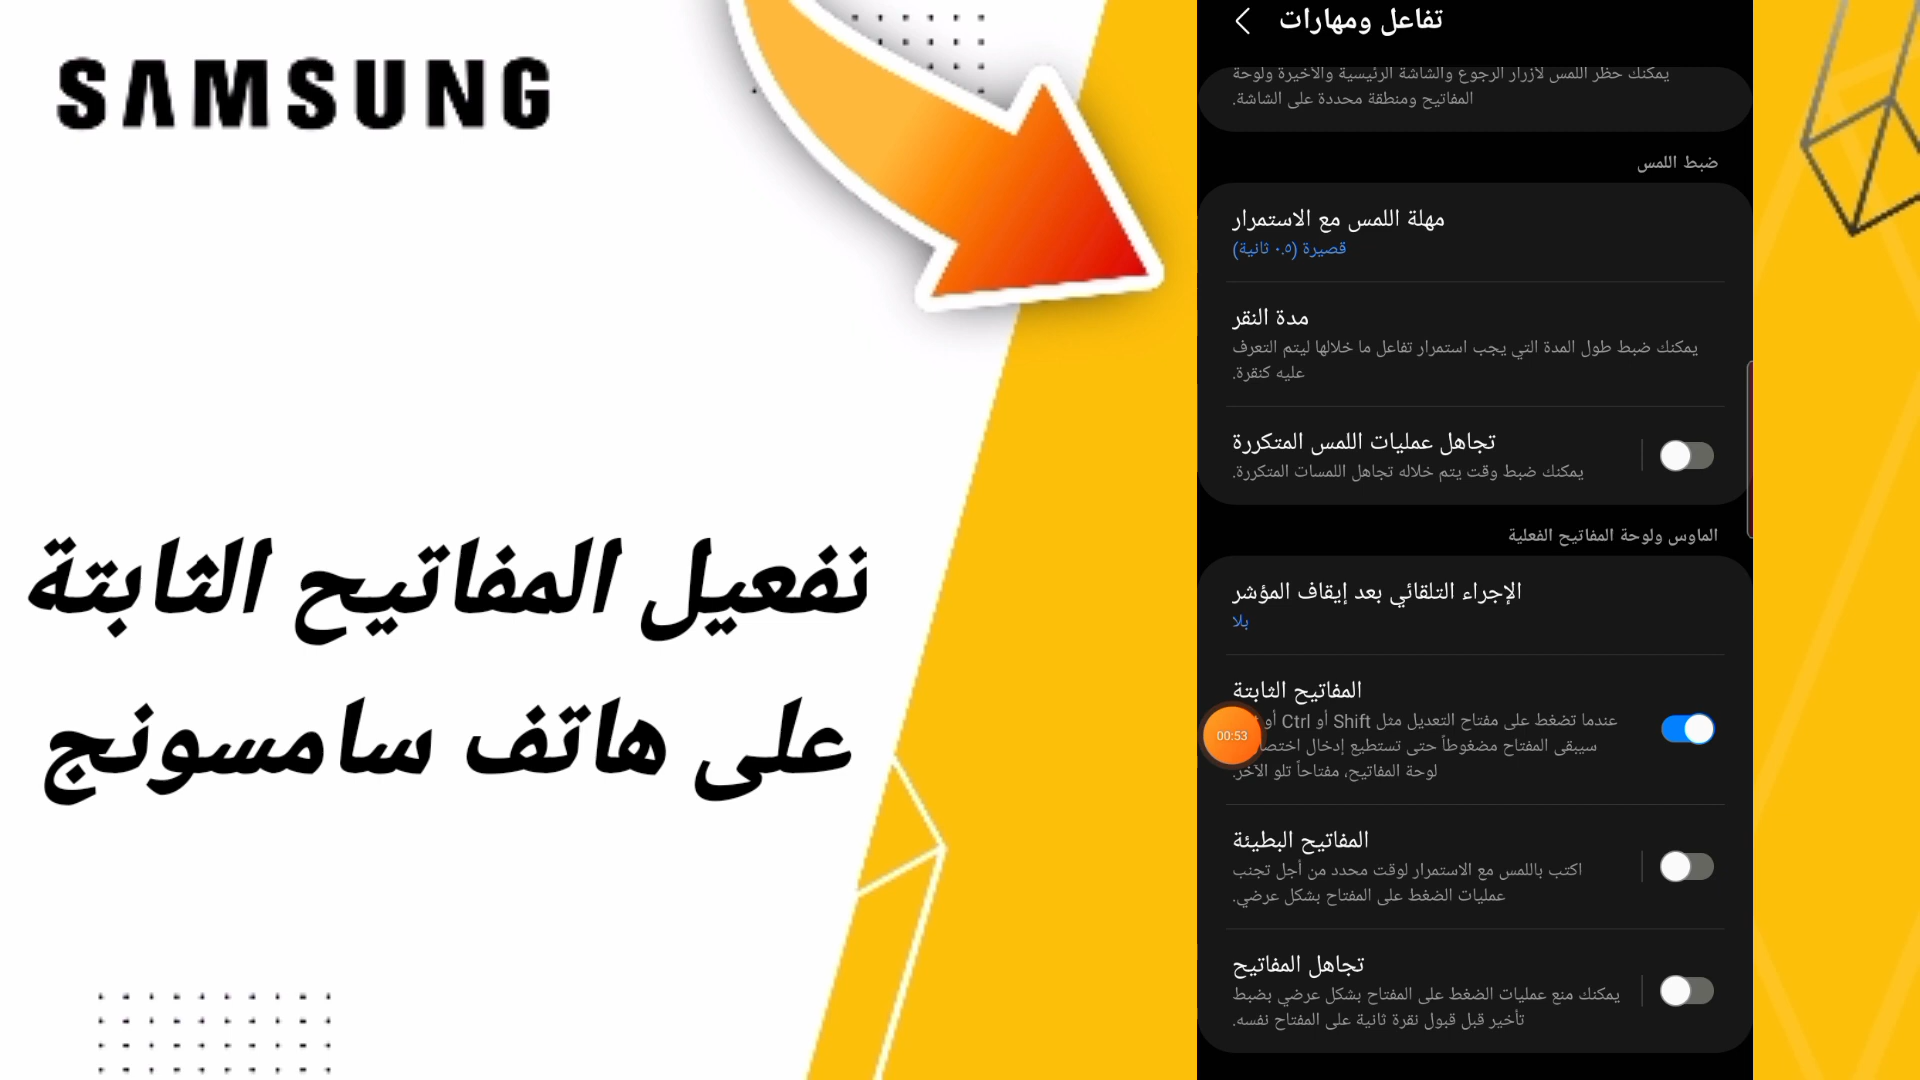 SAMSUNG
تفعيل المفاتيح الثابتة
على هاتف سامسونج
تفاعل ومهارات
يمكنك حظر اللمس لأزرار الرجوع والشاشة الرئيسية والأخيرة ولوحة
المفاتيح ومنطقة محددة على الشاشة.
ضبط اللمس
مهلة اللمس مع الاستمرار
قصيرة (٠.٥ ثانية)
مدة النقر
يمكنك ضبط طول المدة التي يجب استمرار تفاعل ما خلالها ليتم التعرف
عليه كنقرة.
تجاهل عمليات اللمس المتكررة
يمكنك ضبط وقت يتم خلاله تجاهل اللمسات المتكررة.
الماوس ولوحة المفاتيح الفعلية
الإجراء التلقائي بعد إيقاف المؤشر
بلا
المفاتيح الثابتة
عندما تضغط على مفتاح التعديل مثل Shift أو Ctrl أو
سيبقى المفتاح مضغوطاً حتى تستطيع إدخال
لوحة المفاتيح، مفتاحاً تلو الآخر.
00:53
المفاتيح البطيئة
اكتب باللمس مع الاستمرار لوقت محدد من أجل تجنب
عمليات الضغط على المفتاح بشكل عرضي.
تجاهل المفاتيح
يمكنك منع عمليات الضغط على المفتاح بشكل عرضي بضبط
تأخير قبل قبول نقرة ثانية على المفتاح نفسه.